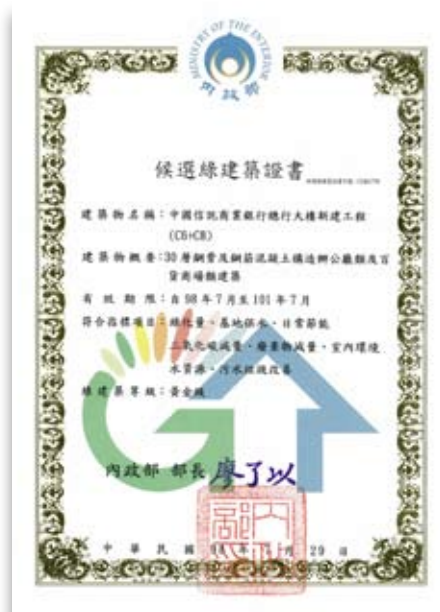 MINISTRY OF THE INTERIOR
內政部
候選綠建築證書
建築物名稱：中國信託商業銀行總行大樓新建工程
(C6+C8)
建築物概要：30層鋼骨及鋼筋混凝土構造辦公廳類及百
貨商場類建築
有效期限：自98年7月至101年7月
符合指標項目：綠化量、基地保水、日常節能
二氧化碳減量、廢棄物減量、室內環境
水資源、污水垃圾改善
綠建築等級：黃金級
內政部 部長 廖了以
中華民國 98 年 月 29 日